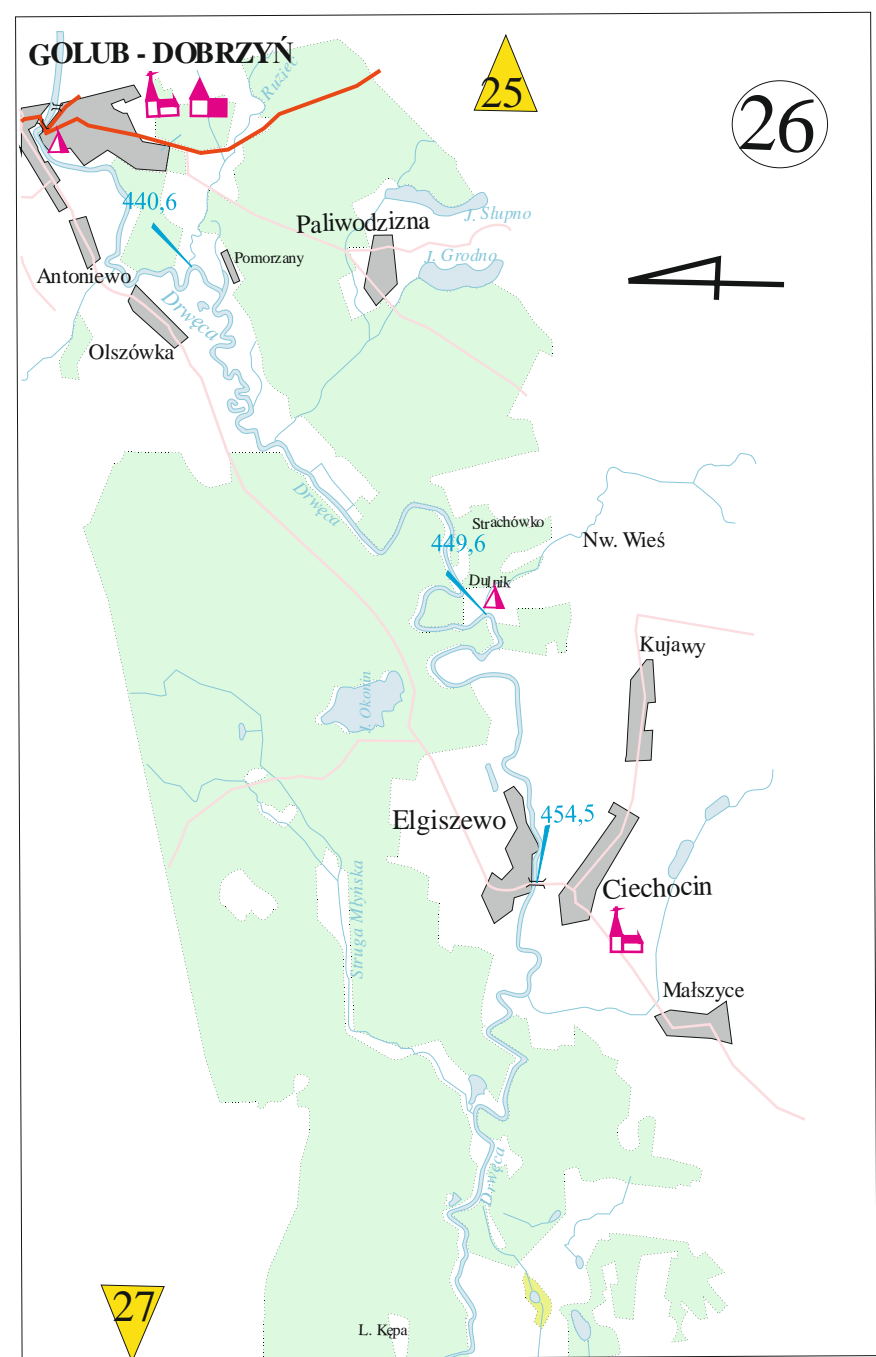 GOLUB - DOBRZYŃ
Rużiec
25
26
440,6
J. Słupno
Paliwodzizna
J. Grodno
Pomorzany
Antoniewo
Drwęca
Olszówka
Drwęca
Strachówko
449,6
Nw. Wieś
Dulnik
Kujawy
J. Okonin
Elgiszewo
454,5
Ciechocin
Struga Młyńska
Małszyce
Drwęca
27
L. Kępa